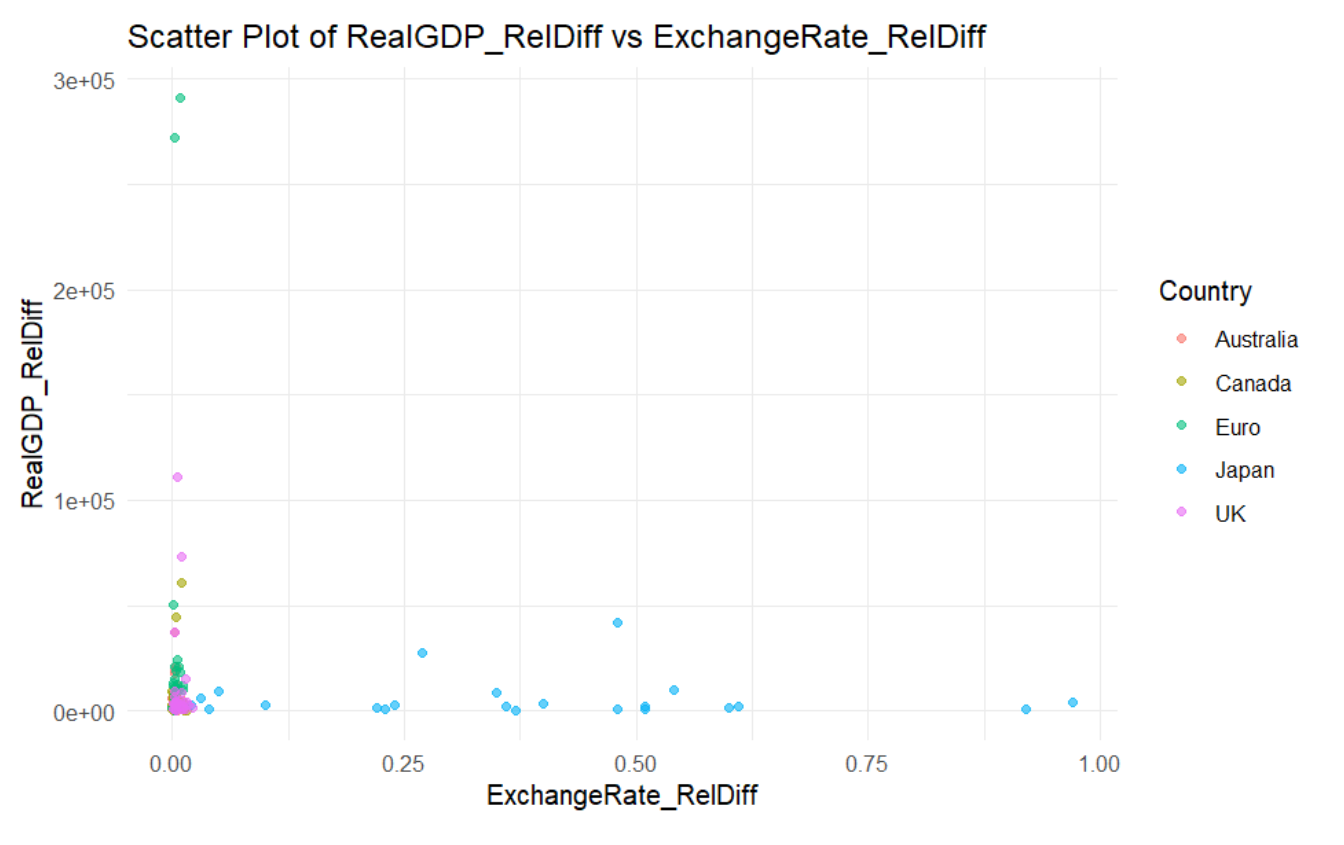 Scatter Plot of RealGDP_RelDiff vs ExchangeRate_RelDiff
3e+05
2e+05
1e+05
0e+00
RealGDP_RelDiff
0.00 0.25 0.50 0.75 1.00
ExchangeRate_RelDiff
Country
Australia
Canada
Euro
Japan
UK